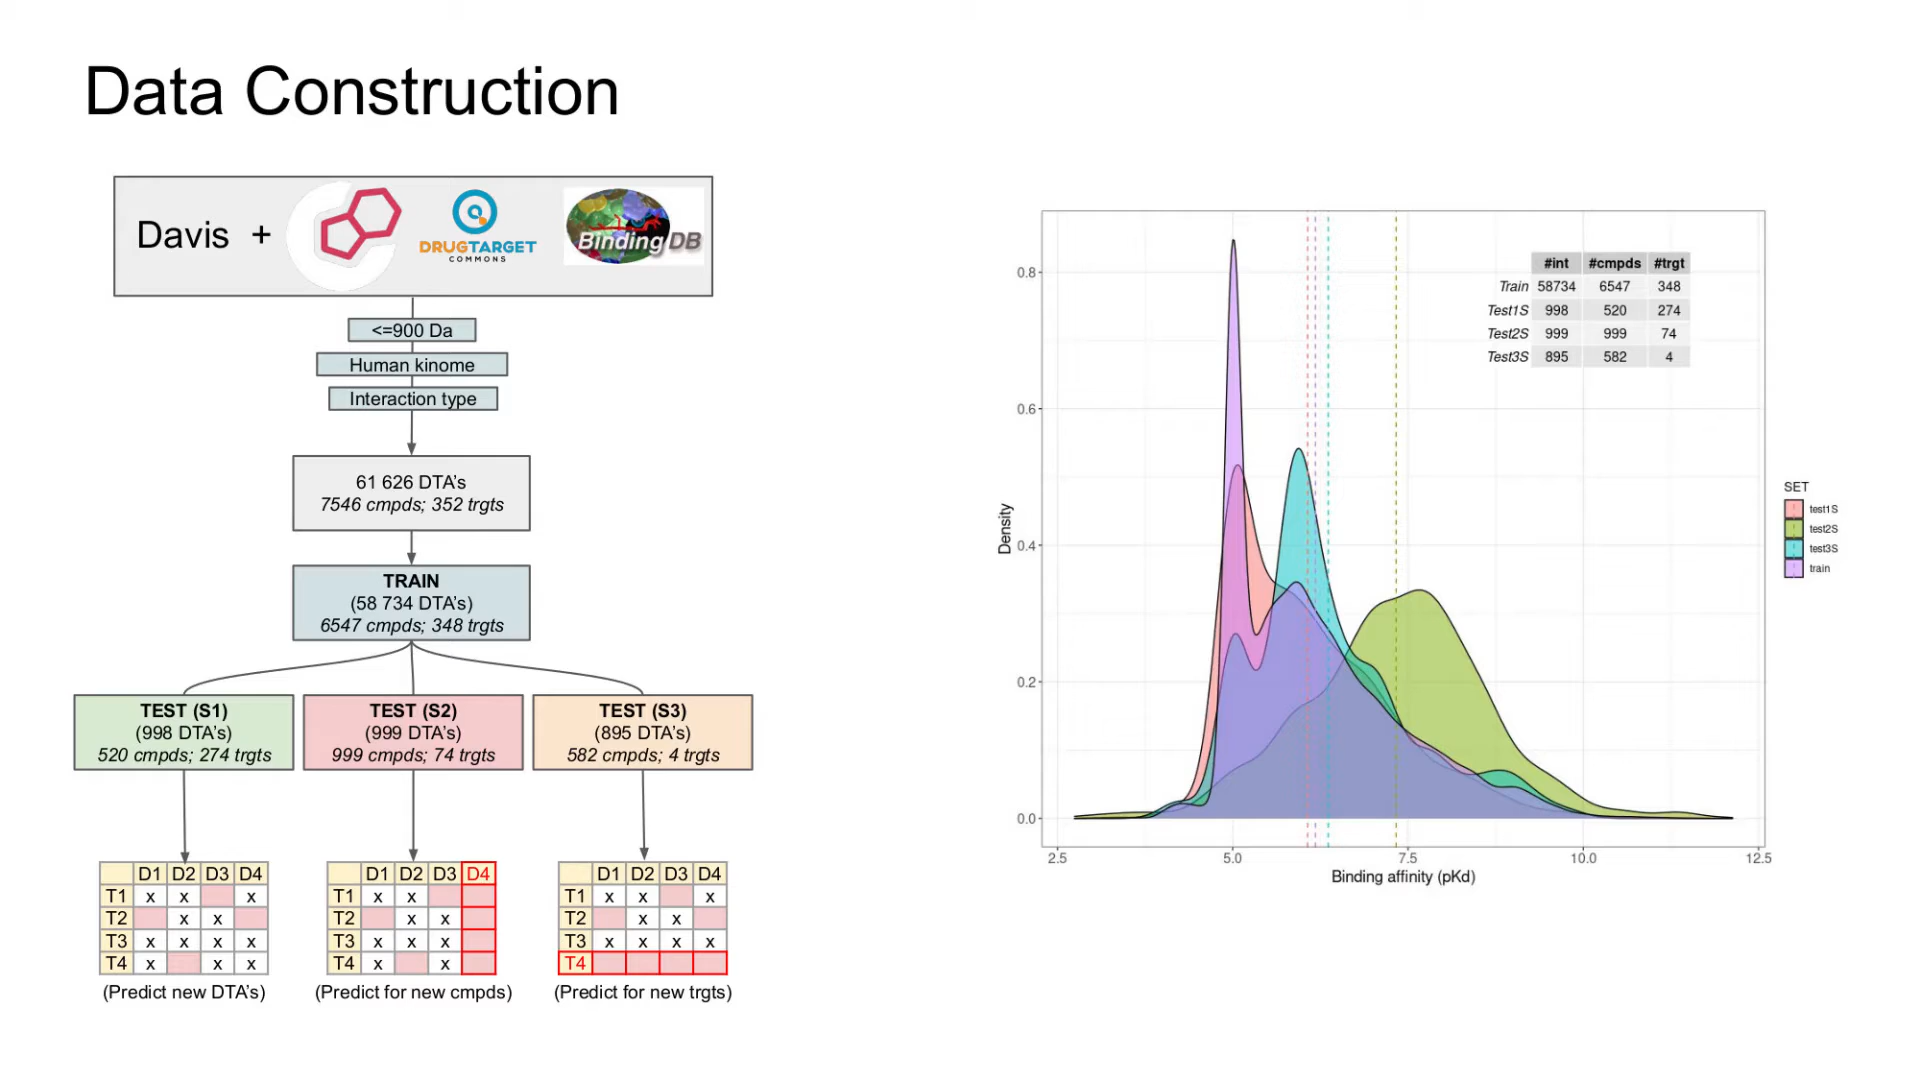 Data Construction
Davis +
DRUGTARGET
COMMONS
BindingDB
<=900 Da
Human kinome
Interaction type
61 626 DTA's
7546 cmpds; 352 trgts
TRAIN
(58 734 DTA's)
6547 cmpds; 348 trgts
TEST (S1)
(998 DTA's)
520 cmpds; 274 trgts
TEST (S2)
(999 DTA's)
999 cmpds; 74 trgts
TEST (S3)
(895 DTA's)
582 cmpds; 4 trgts
D1 D2 D3 D4
T1 x x x
T2 x x
T3 x x x x
T4 x x x
(Predict new DTA's)
D1 D2 D3 D4
T1 x x
T2 x x
T3 x x x
T4 x x
(Predict for new cmpds)
D1 D2 D3 D4
T1 x x x
T2 x x
T3 x x x x
T4
(Predict for new trgts)
#int #cmpds #trgt
Train 58734 6547 348
Test1S 998 520 274
Test2S 999 999 74
Test3S 895 582 4
0.8
0.6
0.4
0.2
0.0
Density
2.5 5.0 7.5 10.0 12.5
Binding affinity (pKd)
SET
test1S
test2S
test3S
train